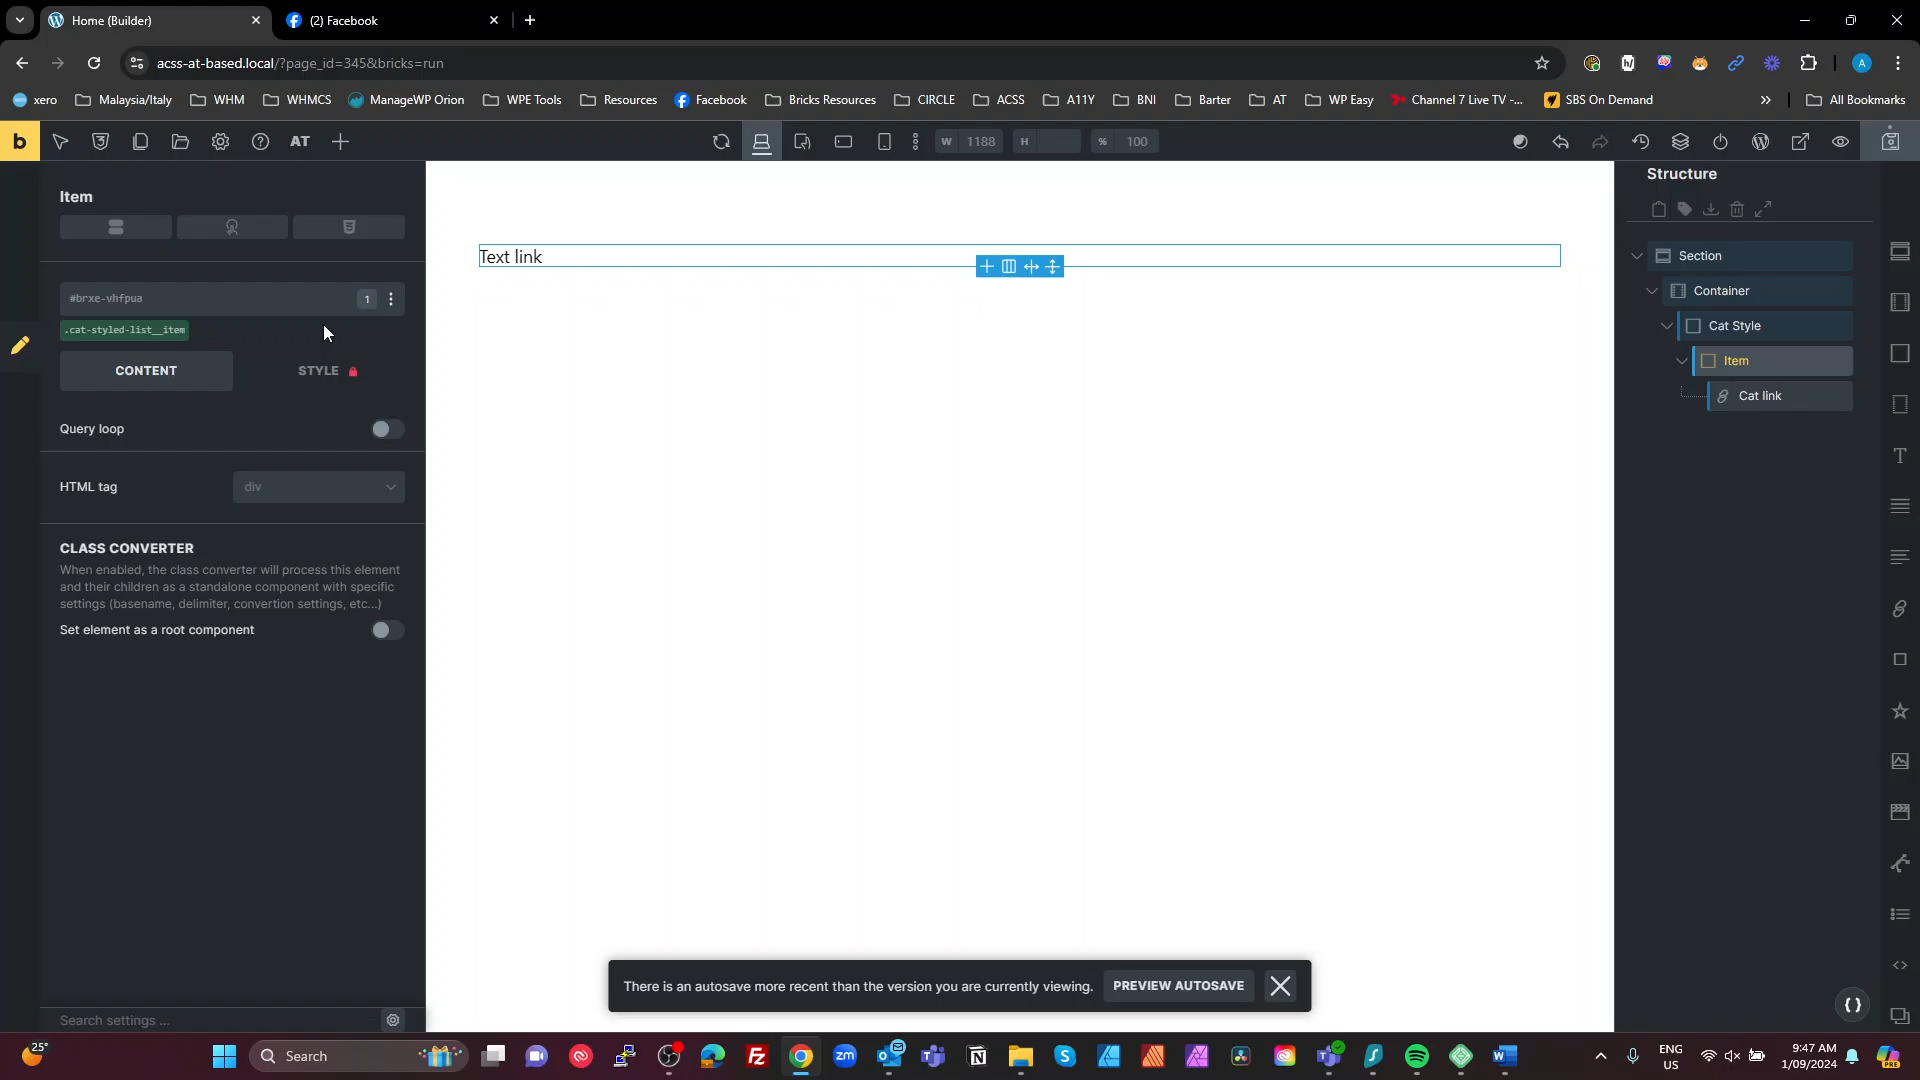 Home (Builder)
(2) Facebook
acss-at-based.local/?page_id=345&bricks=run
A
xero
Malaysia/Italy
WHM
WHMCS
ManageWP Orion
WPE Tools
Resources
Facebook
Bricks Resources
CIRCLE
ACSS
A11Y
BNI
Barter
AT
WP Easy
Channel 7 Live TV -...
SBS On Demand
All Bookmarks
b
AT
W 1188
H
% 100
Item
#brxe-vhfpua
1
.cat-styled-list__item
CONTENT
STYLE
Query loop
HTML tag
div
CLASS CONVERTER
When enabled, the class converter will process this element
and their children as a standalone component with specific
settings (basename, delimiter, convertion settings, etc...)
Set element as a root component
Search settings ...
Text link
Structure
Section
Container
Cat Style
Item
Cat link
There is an autosave more recent than the version you are currently viewing.
PREVIEW AUTOSAVE
25°
Search
zm
ENG
US
9:47 AM
1/09/2024
PRE